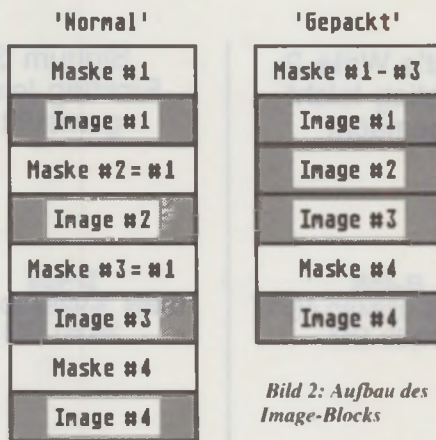 'Normal'
Maske #1
Image #1
Maske #2=#1
Image #2
Maske #3=#1
Image #3
Maske #4
Image #4
'Gepackt'
Maske #1-#3
Image #1
Image #2
Image #3
Maske #4
Image #4
Bild 2: Aufbau des
Image-Blocks